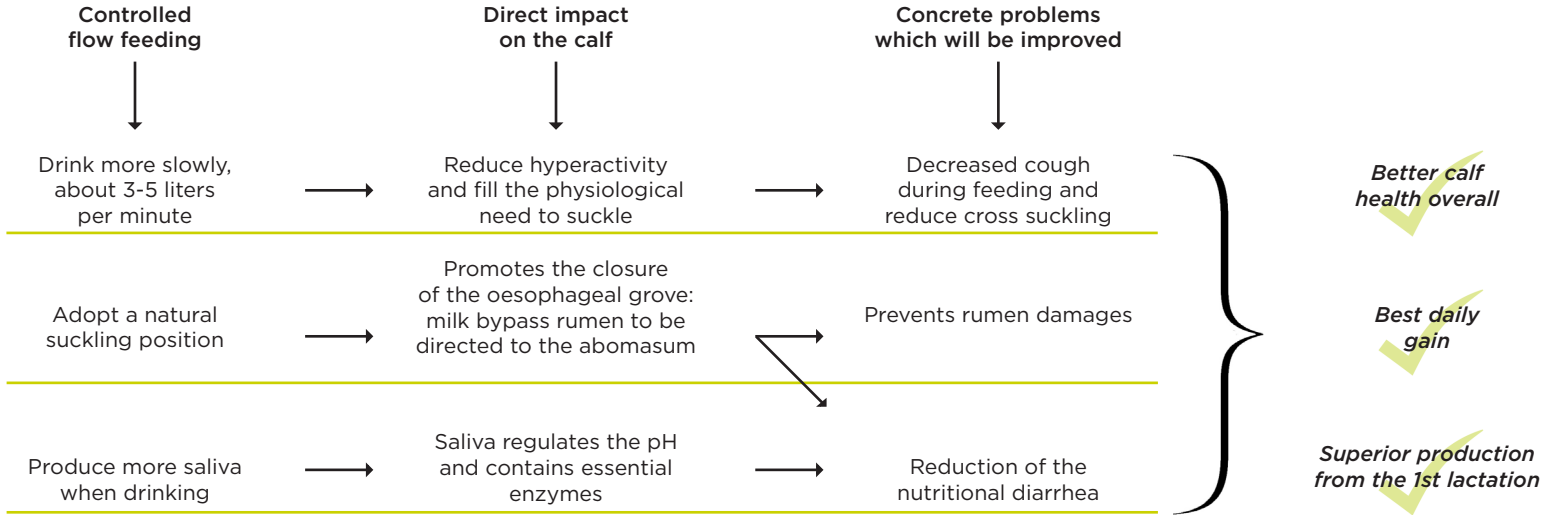 Controlled
flow feeding
Direct impact
on the calf
Concrete problems
which will be improved
Drink more slowly,
about 3-5 liters
per minute
Reduce hyperactivity
and fill the physiological
need to suckle
Decreased cough
during feeding and
reduce cross suckling
Better calf
health overall
Adopt a natural
suckling position
Promotes the closure
of the oesophageal grove:
milk bypass rumen to be
directed to the abomasum
Prevents rumen damages
Best daily
gain
Produce more saliva
when drinking
Saliva regulates the pH
and contains essential
enzymes
Reduction of the
nutritional diarrhea
Superior production
from the 1st lactation